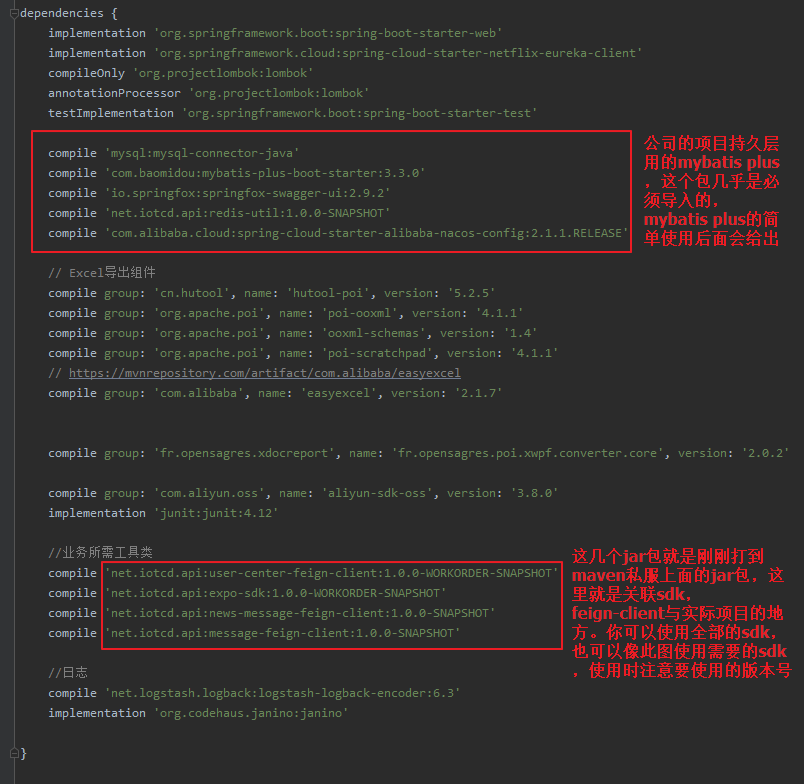 dependencies {
implementation 'org.springframework.boot:spring-boot-starter-web'
implementation 'org.springframework.cloud:spring-cloud-starter-netflix-eureka-client'
compileOnly 'org.projectlombok:lombok'
annotationProcessor 'org.projectlombok:lombok'
testImplementation 'org.springframework.boot:spring-boot-starter-test'
compile 'mysql:mysql-connector-java'
compile 'com.baomidou:mybatis-plus-boot-starter:3.3.0'
compile 'io.springfox:springfox-swagger-ui:2.9.2'
compile 'net.iotcd.api:redis-util:1.0.0-SNAPSHOT'
compile 'com.alibaba.cloud:spring-cloud-starter-alibaba-nacos-config:2.1.1.RELEASE'
公司的项目持久层
用的mybatis plus
，这个包几乎是必
须导入的，
mybatis plus的简
单使用后面会给出
// Excel导出组件
compile group: 'cn.hutool', name: 'hutool-poi', version: '5.2.5'
compile group: 'org.apache.poi', name: 'poi-ooxml', version: '4.1.1'
compile group: 'org.apache.poi', name: 'ooxml-schemas', version: '1.4'
compile group: 'org.apache.poi', name: 'poi-scratchpad', version: '4.1.1'
// https://mvnrepository.com/artifact/com.alibaba/easyexcel
compile group: 'com.alibaba', name: 'easyexcel', version: '2.1.7'
compile group: 'fr.opensagres.xdocreport', name: 'fr.opensagres.poi.xwpf.converter.core', version: '2.0.2'
compile group: 'com.aliyun.oss', name: 'aliyun-sdk-oss', version: '3.8.0'
implementation 'junit:junit:4.12'
//业务所需工具类
compile 'net.iotcd.api:user-center-feign-client:1.0.0-WORKORDER-SNAPSHOT'
compile 'net.iotcd.api:expo-sdk:1.0.0-WORKORDER-SNAPSHOT'
compile 'net.iotcd.api:news-message-feign-client:1.0.0-SNAPSHOT'
compile 'net.iotcd.api:message-feign-client:1.0.0-SNAPSHOT'
这几个jar包就是刚刚打到
maven私服上面的jar包，这
里就是关联sdk，
feign-client与实际项目的地
方。你可以使用全部的sdk，
也可以像此图使用需要的sdk
，使用时注意要使用的版本号
//日志
compile 'net.logstash.logback:logstash-logback-encoder:6.3'
implementation 'org.codehaus.janino:janino'
}